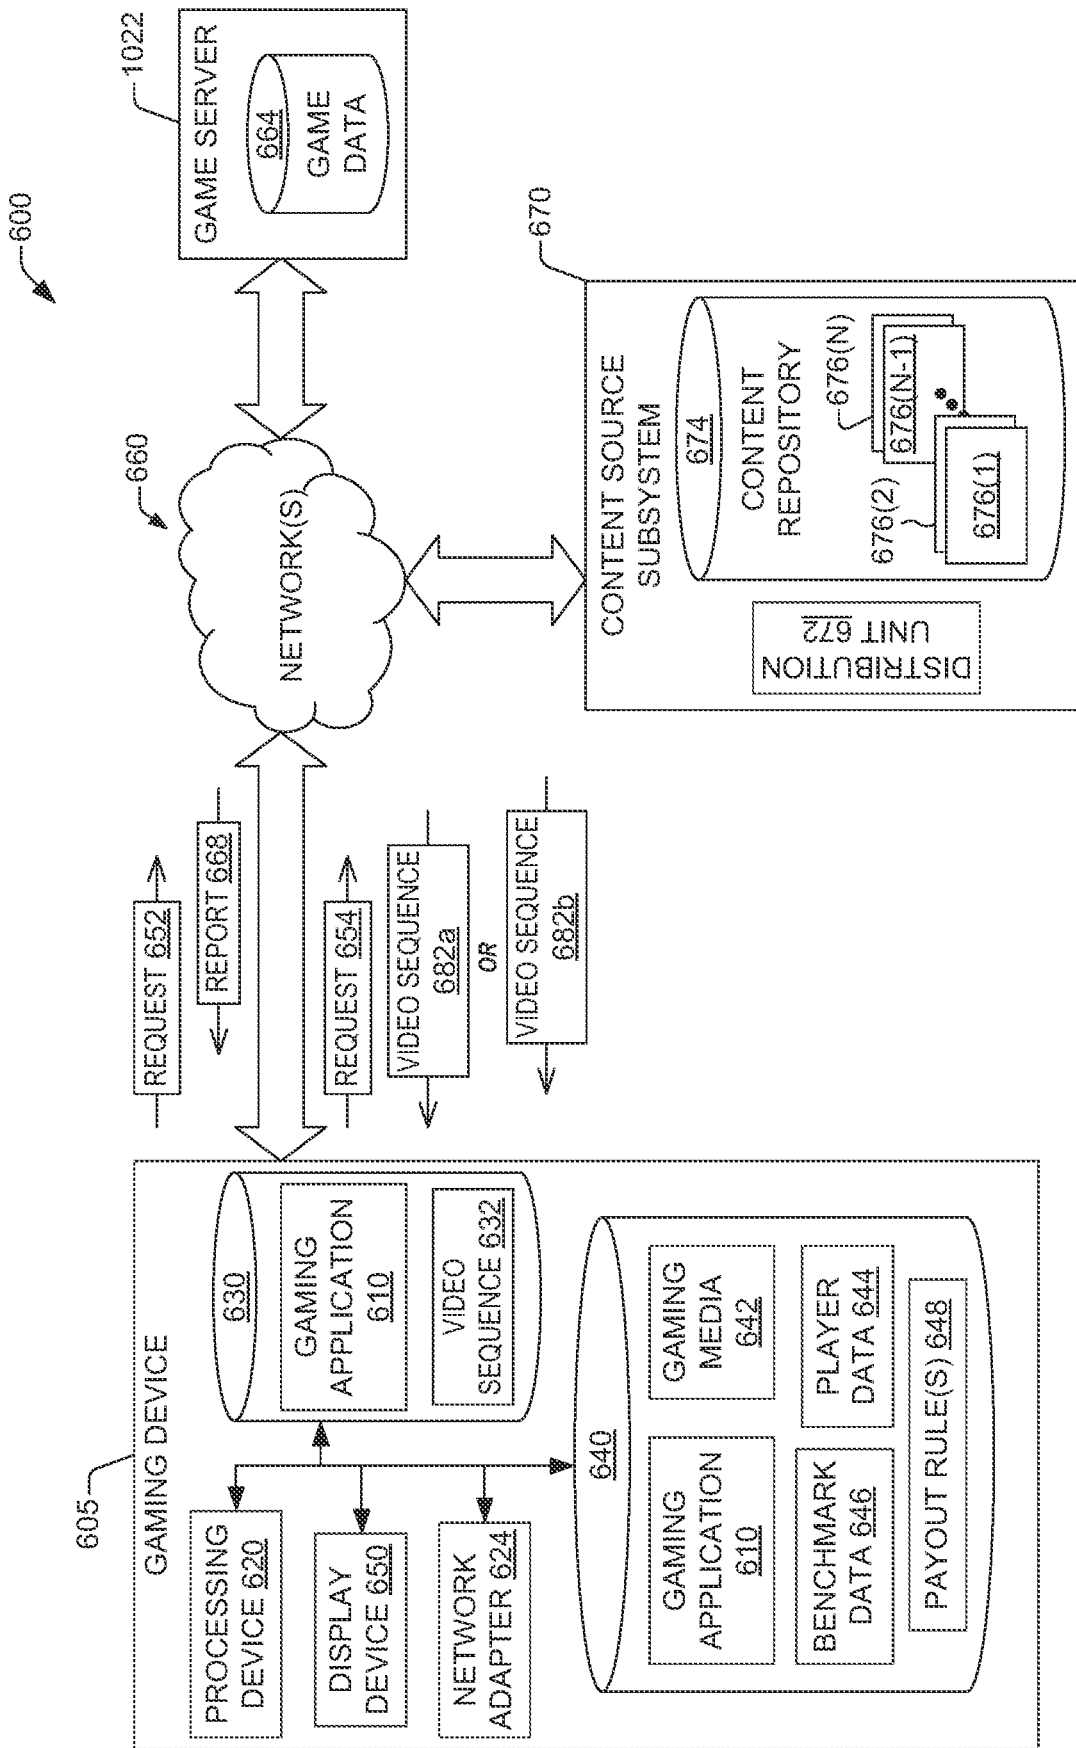 600
605
GAMING DEVICE
PROCESSING
DEVICE 620
DISPLAY
DEVICE 650
NETWORK
ADAPTER 624
630
GAMING
APPLICATION
610
VIDEO
SEQUENCE 632
640
GAMING
APPLICATION
610
GAMING
MEDIA
642
BENCHMARK
DATA 646
PLAYER
DATA 644
PAYOUT RULE(S) 648
REQUEST 652
REPORT 668
REQUEST 654
VIDEO SEQUENCE
682a
OR
VIDEO SEQUENCE
682b
660
NETWORK(S)
1022
GAME SERVER
664
GAME
DATA
670
CONTENT SOURCE
SUBSYSTEM
DISTRIBUTION
UNIT 672
674
CONTENT
REPOSITORY
676(2)
676(N)
676(N-1)
676(1)